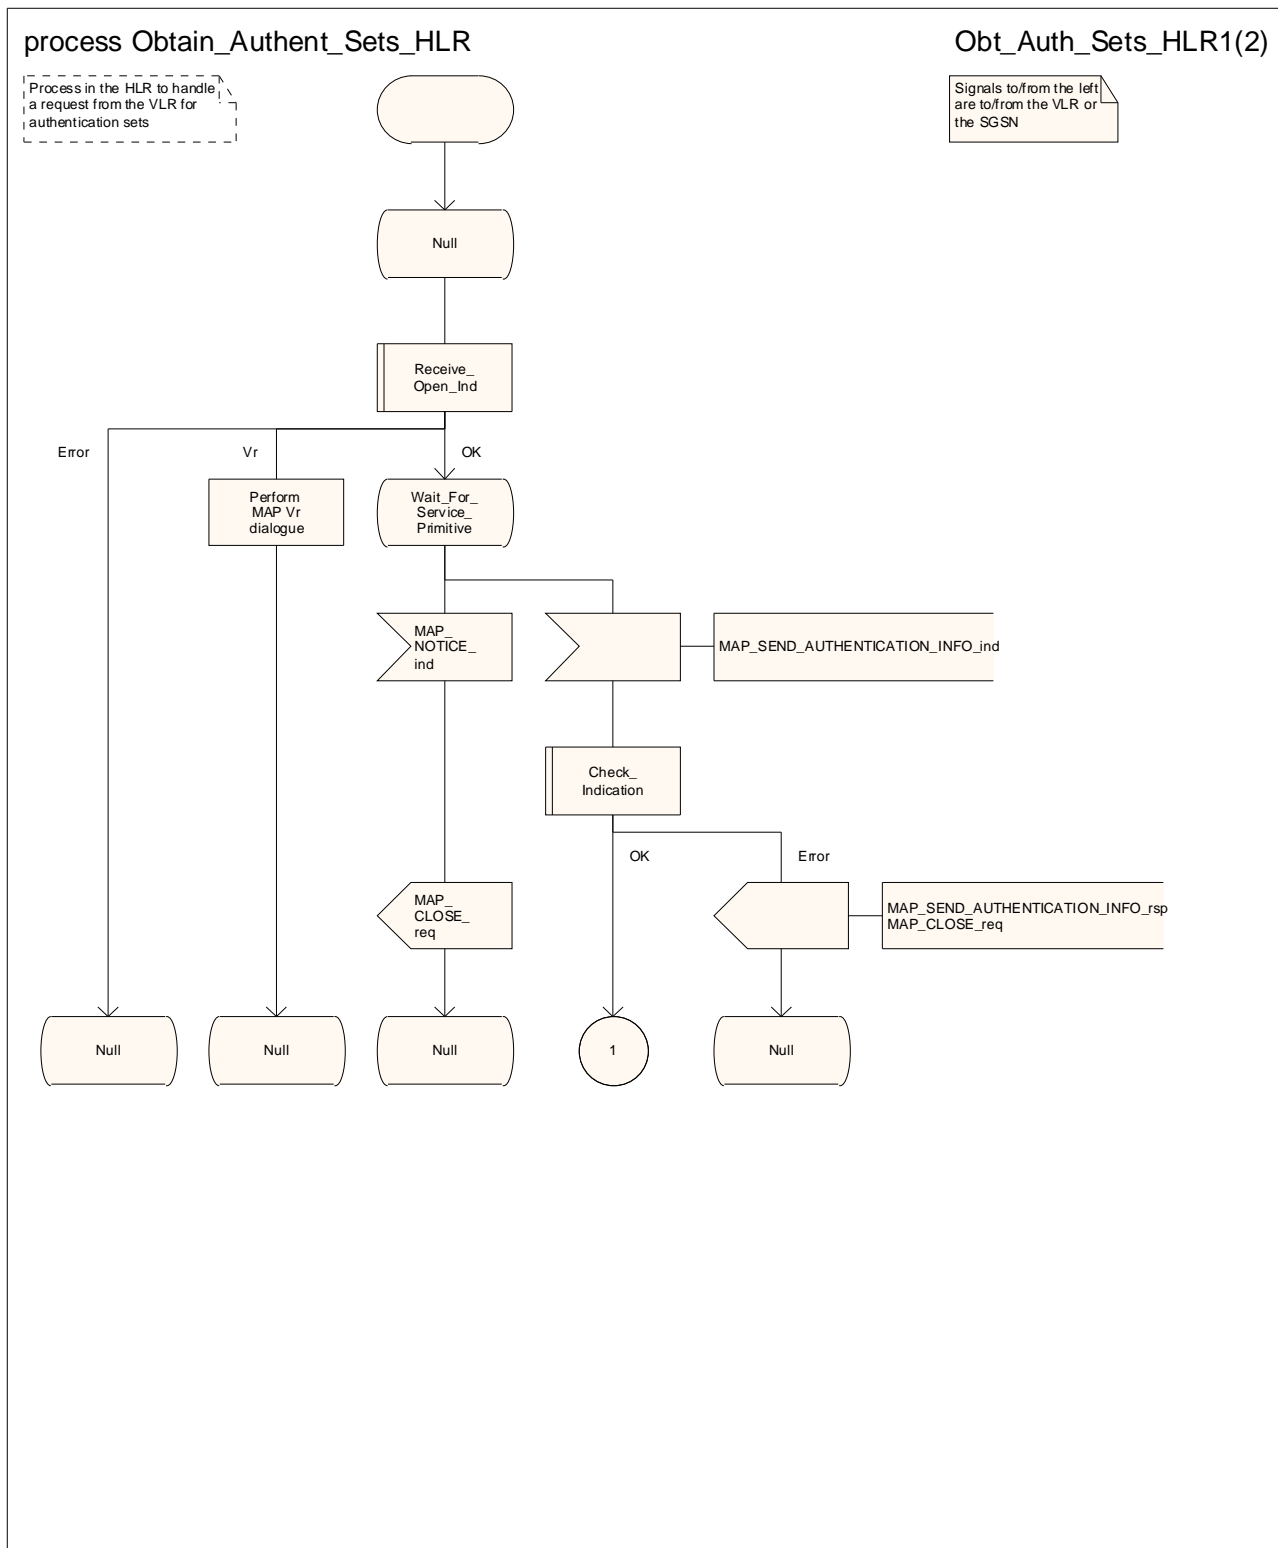 process Obtain_Authent_Sets_HLR
Obt_Auth_Sets_HLR1(2)
Process in the HLR to handle
a request from the VLR for
authentication sets
Signals to/from the left
are to/from the VLR or
the SGSN
Null
Receive_
Open_Ind
Error
Vr
OK
Perform
MAP Vr
dialogue
Wait_For_
Service_
Primitive
MAP_
NOTICE_
ind
MAP_SEND_AUTHENTICATION_INFO_ind
Check_
Indication
OK
Error
MAP_
CLOSE_
req
MAP_SEND_AUTHENTICATION_INFO_rsp
MAP_CLOSE_req
Null
Null
Null
1
Null